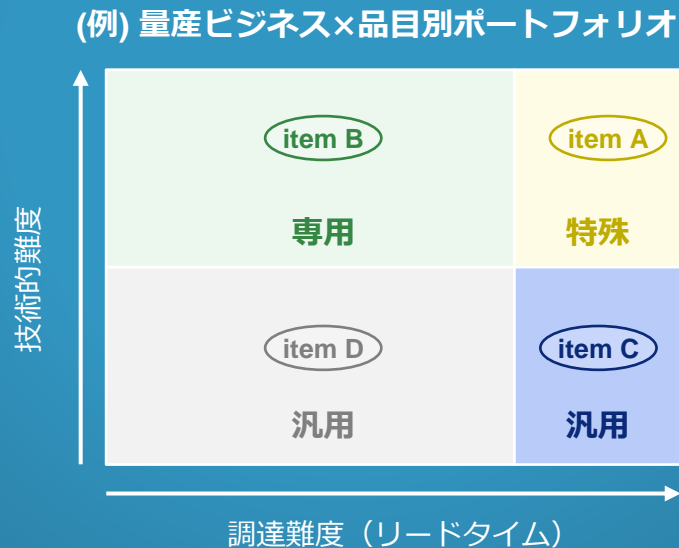 (例) 量産ビジネス×品目別ポートフォリオ
技術的難度
item B
専用
item A
特殊
item D
汎用
item C
汎用
調達難度（リードタイム）